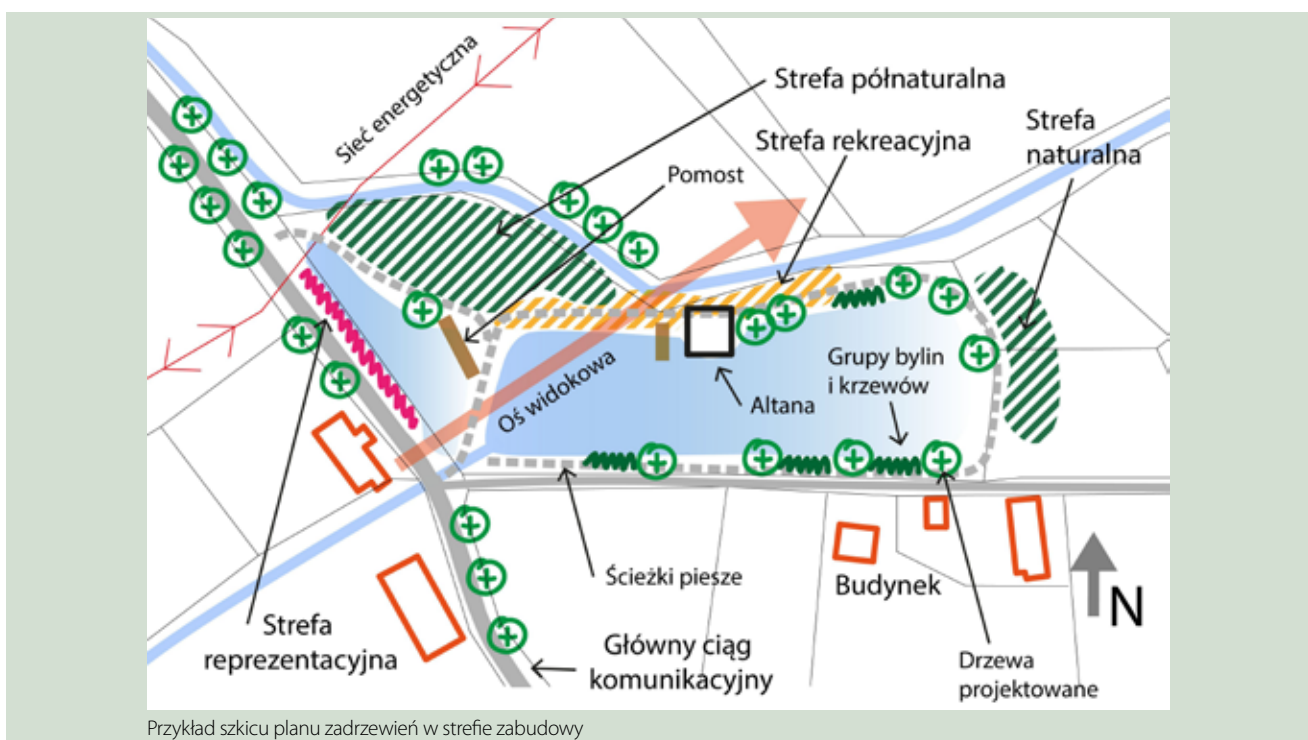 Sieć energetyczna
Strefa półnaturalna
Strefa rekreacyjna
Strefa
naturalna
Pomost
Oś widokowa
Grupy bylin
i krzewów
Altana
Ścieżki piesze
Budynek
N
Strefa
reprezentacyjna
Główny ciąg
komunikacyjny
Drzewa
projektowane
Przykład szkicu planu zadrzewień w strefie zabudowy